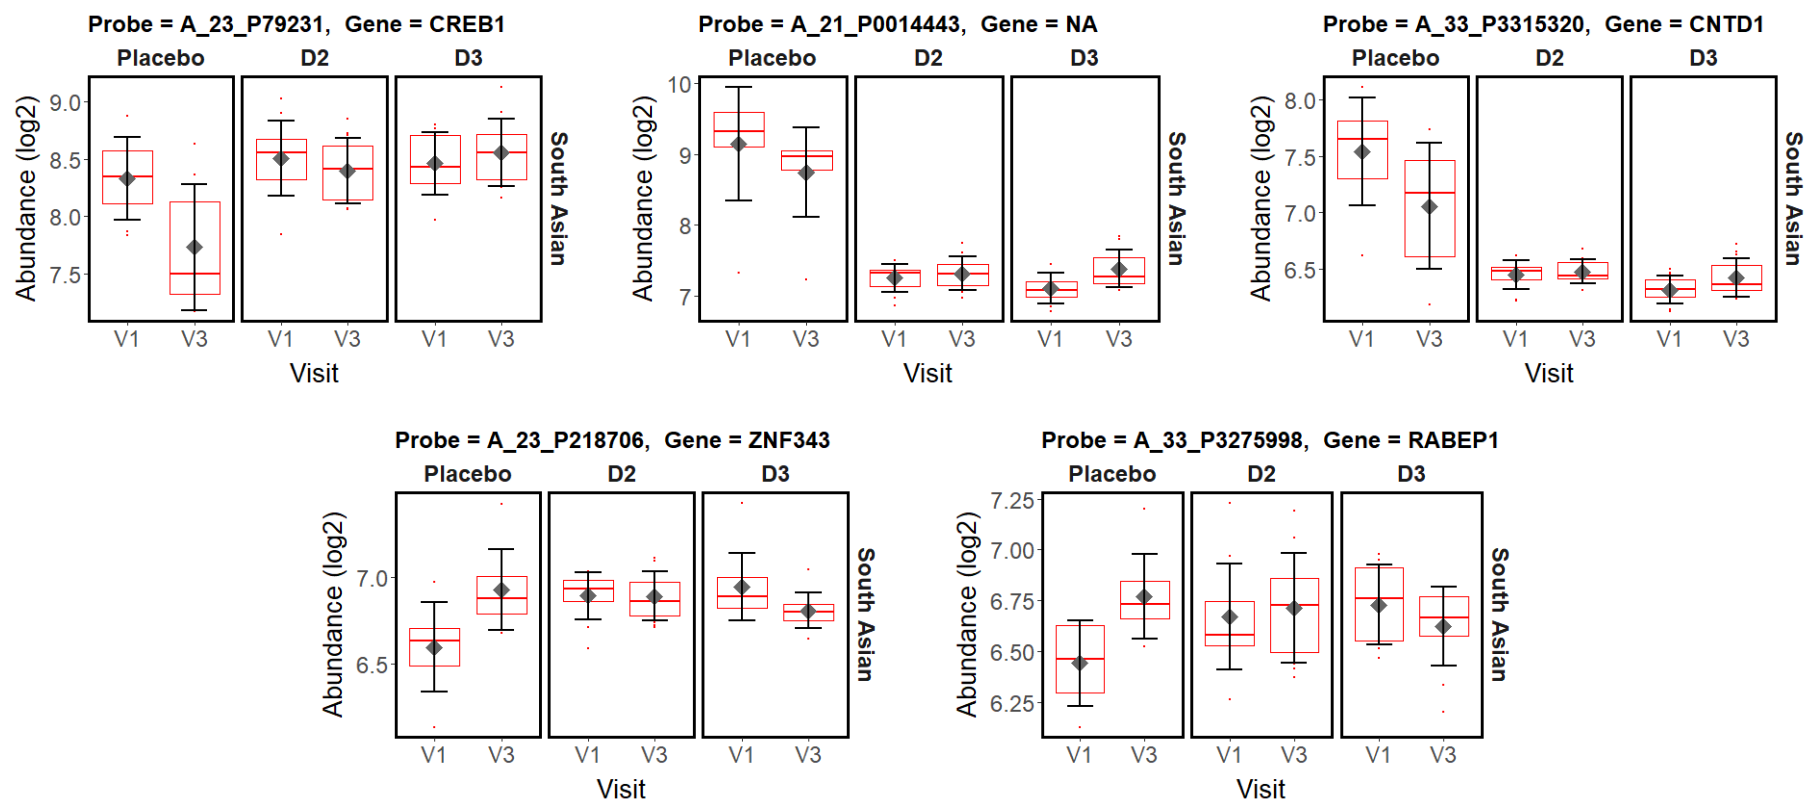 Probe = A_23_P79231, Gene = CREB1
Placebo D2 D3
Abundance (log2)
9.0
8.5
8.0
7.5
South Asian
V1 V3 V1 V3 V1 V3
Visit
Probe = A_21_P0014443, Gene = NA
Placebo D2 D3
Abundance (log2)
10
9
8
7
South Asian
V1 V3 V1 V3 V1 V3
Visit
Probe = A_33_P3315320, Gene = CNTD1
Placebo D2 D3
Abundance (log2)
8.0
7.5
7.0
6.5
South Asian
V1 V3 V1 V3 V1 V3
Visit
Probe = A_23_P218706, Gene = ZNF343
Placebo D2 D3
Abundance (log2)
7.0
6.5
South Asian
V1 V3 V1 V3 V1 V3
Visit
Probe = A_33_P3275998, Gene = RABEP1
Placebo D2 D3
Abundance (log2)
7.25
7.00
6.75
6.50
6.25
South Asian
V1 V3 V1 V3 V1 V3
Visit